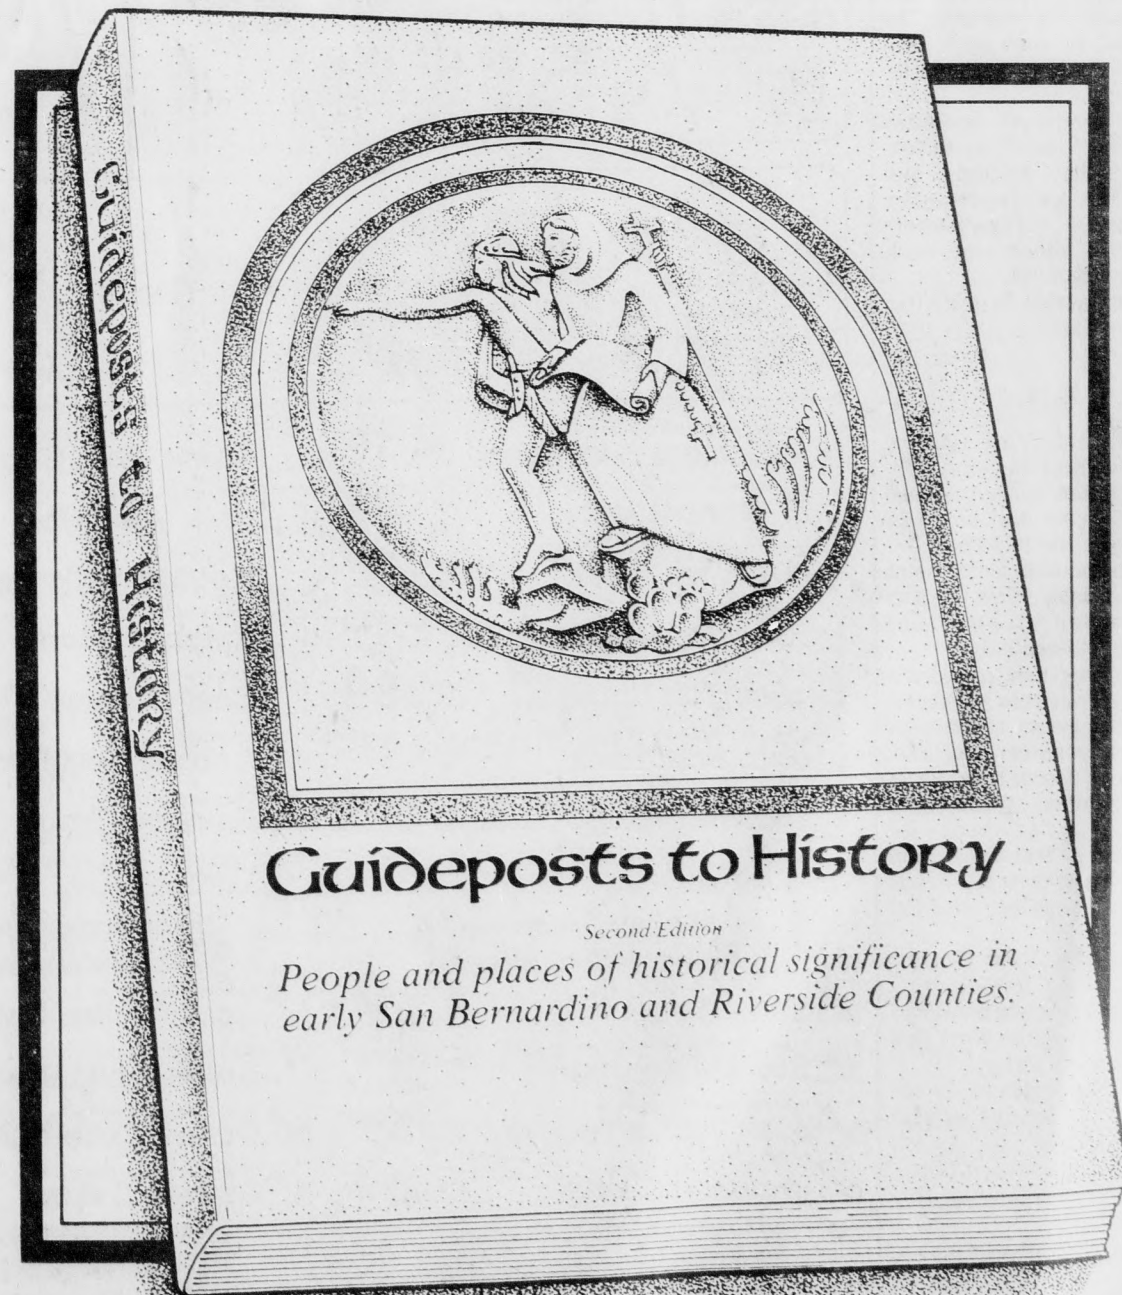 Guideposts to History
Guideposts to History
Second Edition
People and places of historical significance in
early San Bernardino and Riverside Counties.